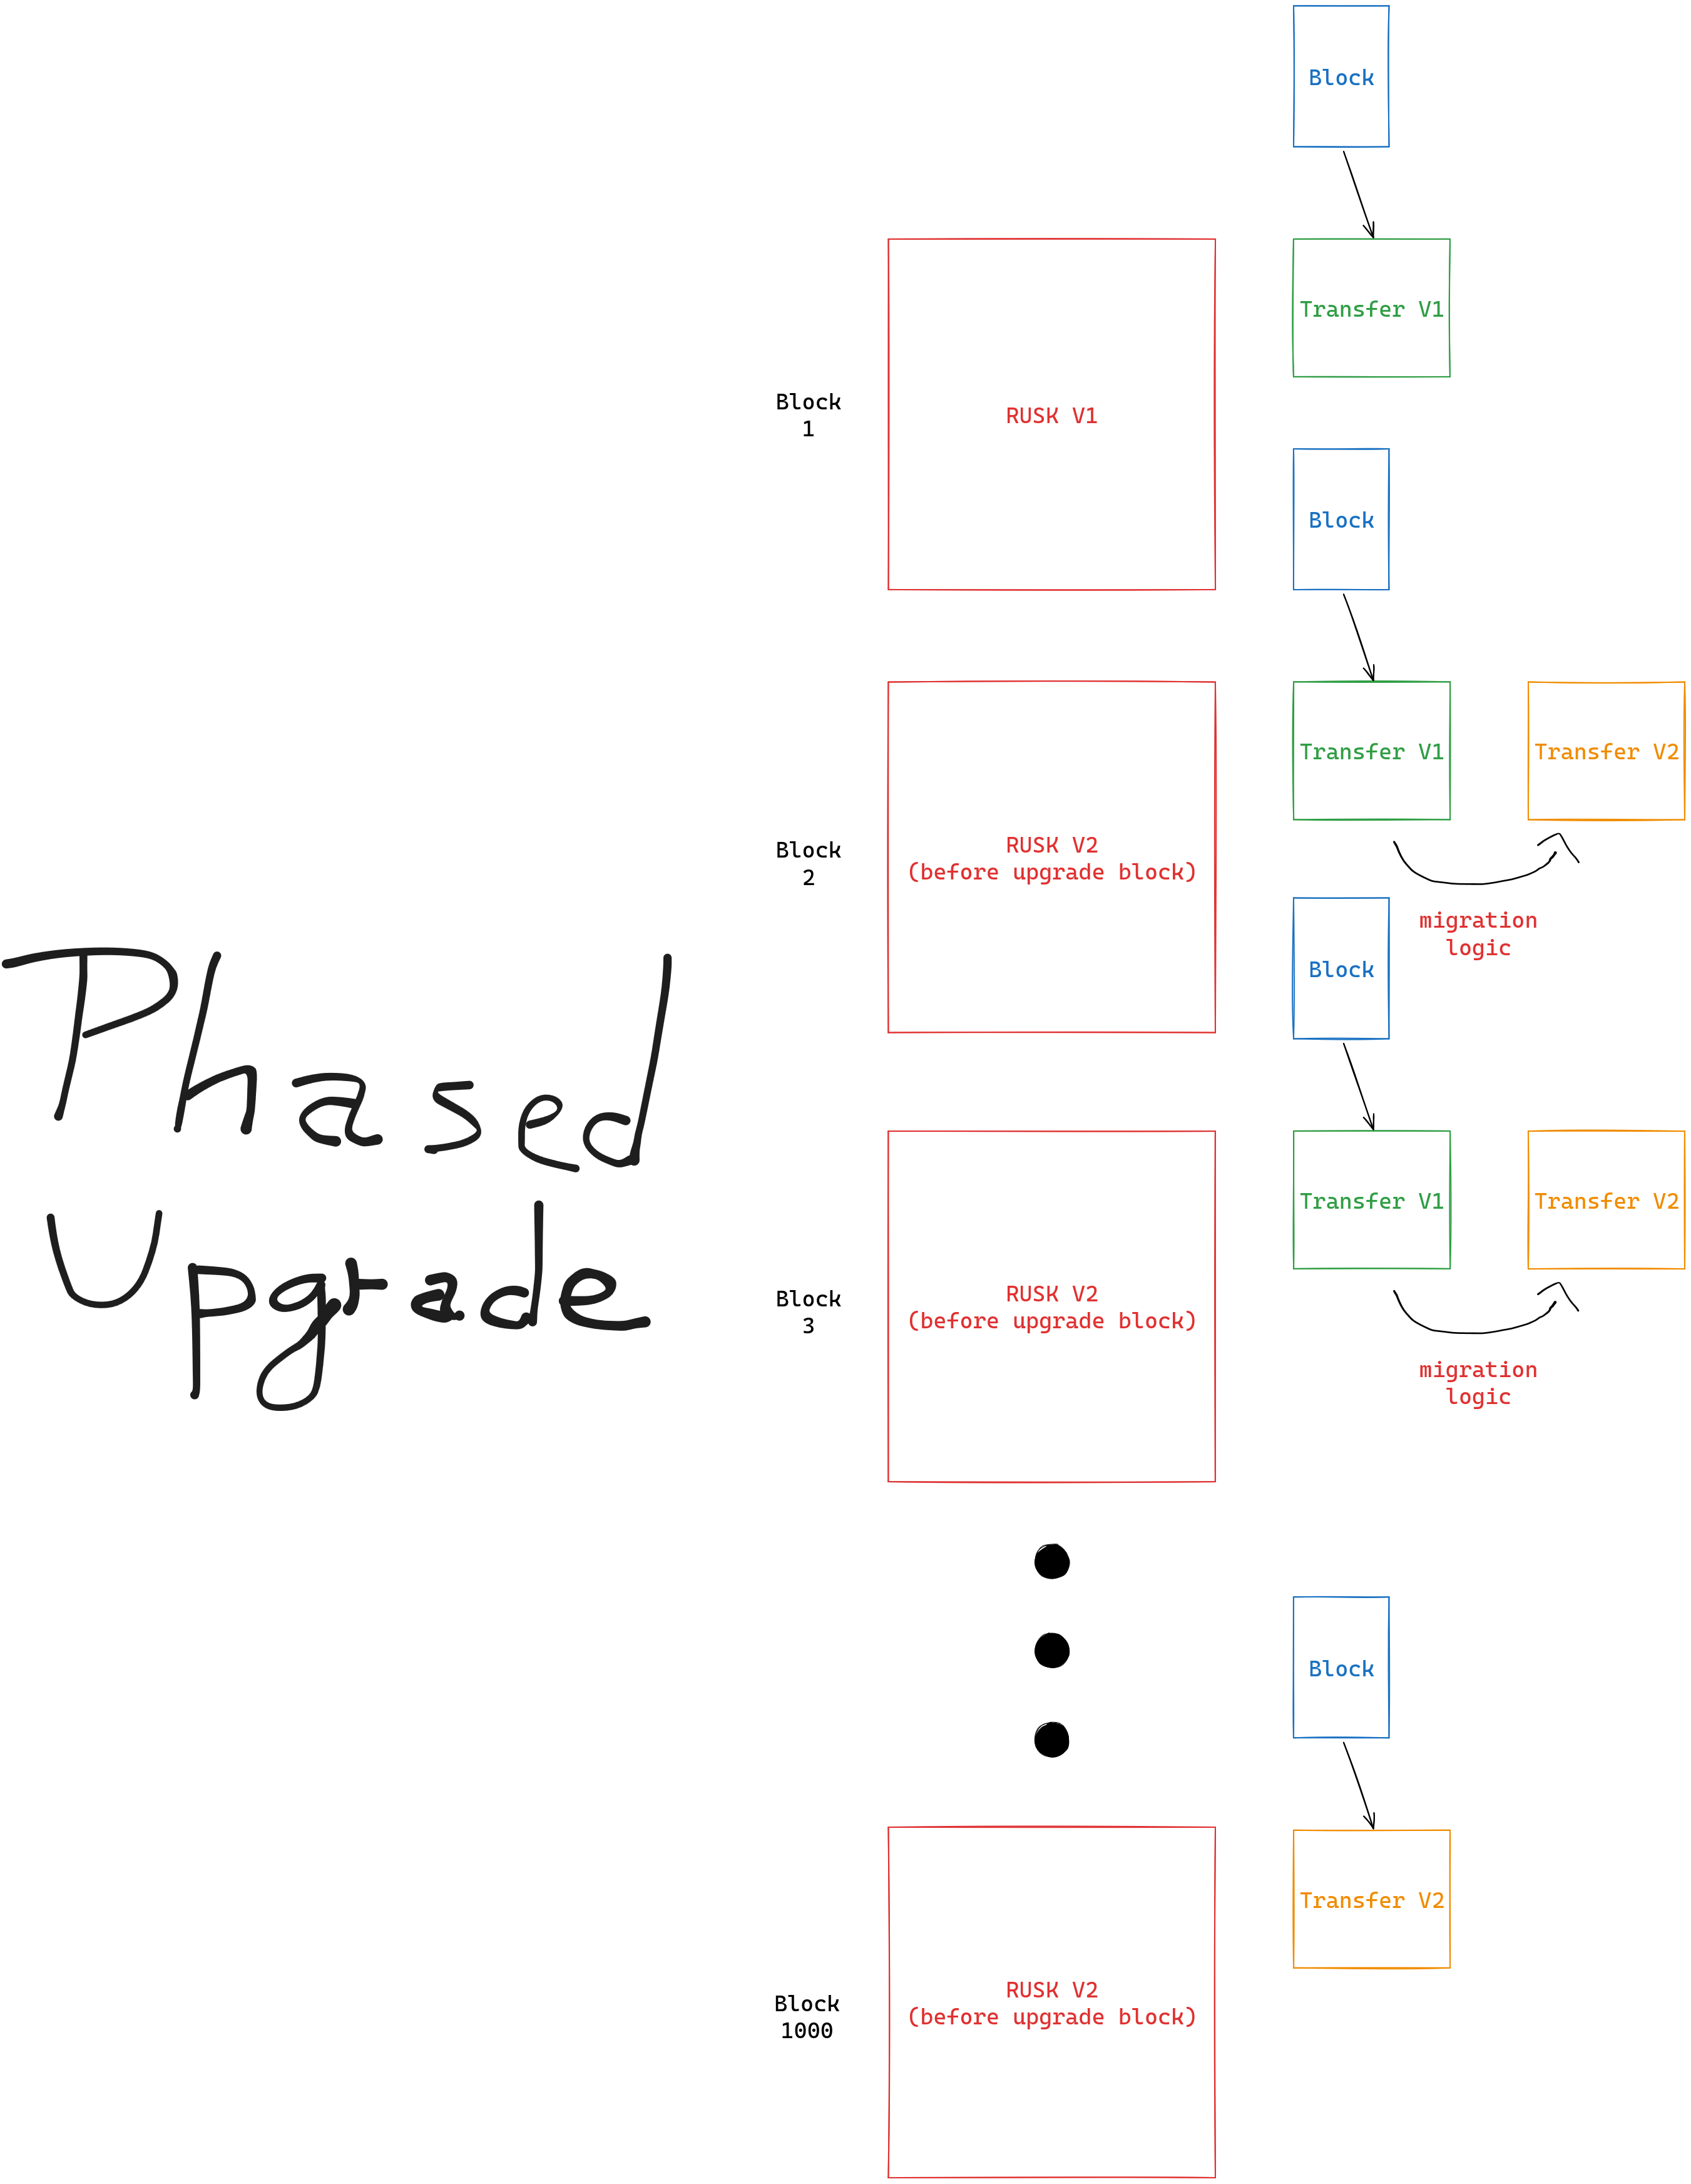 Block
Transfer V1
Block
1
RUSK V1
Block
Transfer V1
Transfer V2
Block
2
RUSK V2
(before upgrade block)
migration
logic
Block
Phased
Upgrade
Transfer V1
Transfer V2
Block
3
RUSK V2
(before upgrade block)
migration
logic
Block
Transfer V2
Block
1000
RUSK V2
(before upgrade block)